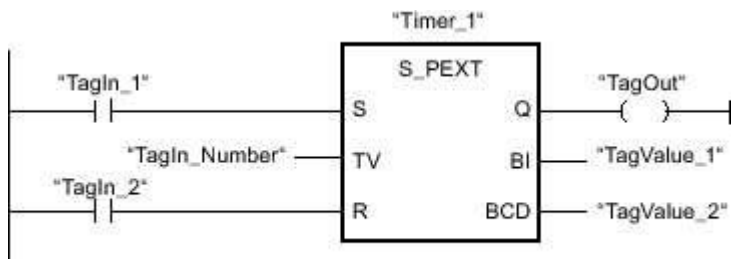 "Timer_1"
S_PEXT
"TagIn_1"
S
Q
"TagOut"
"TagIn_Number"
TV
BI
"TagValue_1"
"TagIn_2"
R
BCD
"TagValue_2"